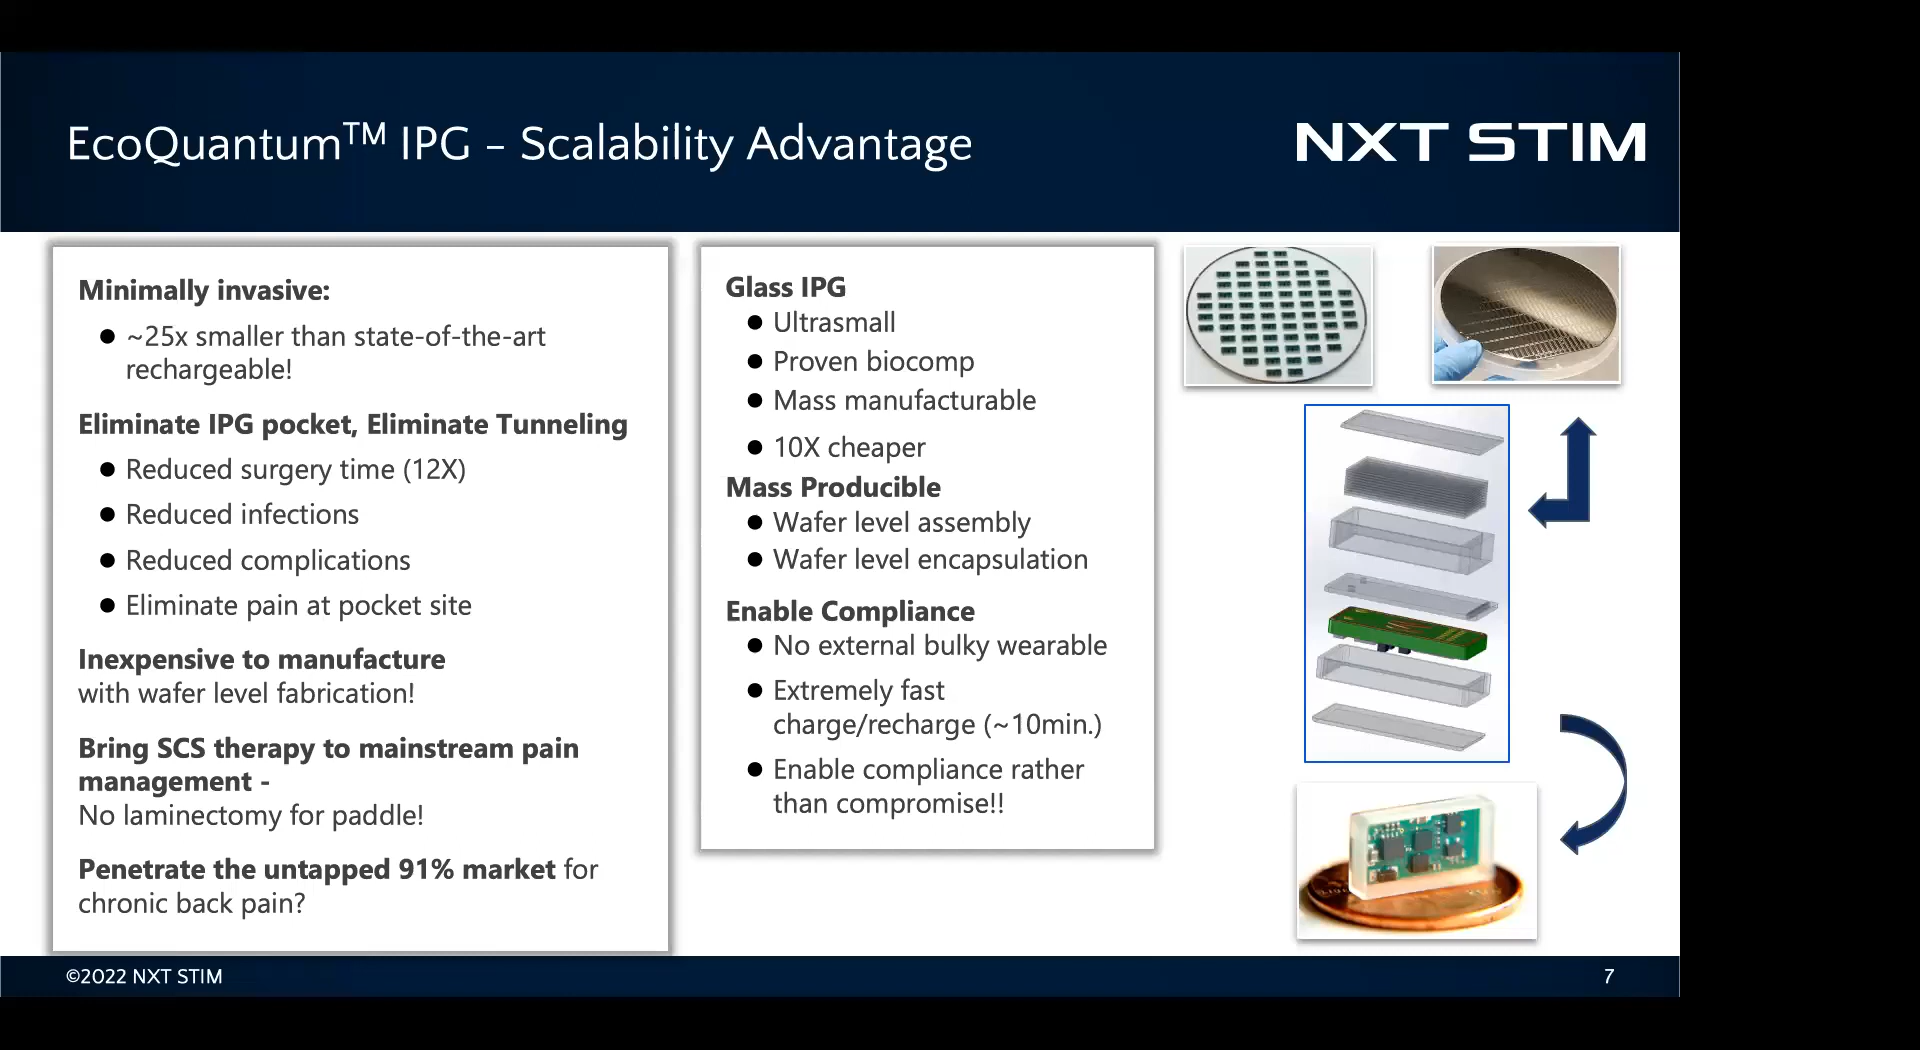 EcoQuantum™ IPG – Scalability Advantage
NXT STIM
Minimally invasive:
● ~25x smaller than state-of-the-art
rechargeable!
Eliminate IPG pocket, Eliminate Tunneling
● Reduced surgery time (12X)
● Reduced infections
● Reduced complications
● Eliminate pain at pocket site
Inexpensive to manufacture
with wafer level fabrication!
Bring SCS therapy to mainstream pain
management -
No laminectomy for paddle!
Penetrate the untapped 91% market for
chronic back pain?
Glass IPG
● Ultrasmall
● Proven biocomp
● Mass manufacturable
● 10X cheaper
Mass Producible
● Wafer level assembly
● Wafer level encapsulation
Enable Compliance
● No external bulky wearable
● Extremely fast
charge/recharge (~10min.)
● Enable compliance rather
than compromise!!
©2022 NXT STIM
7